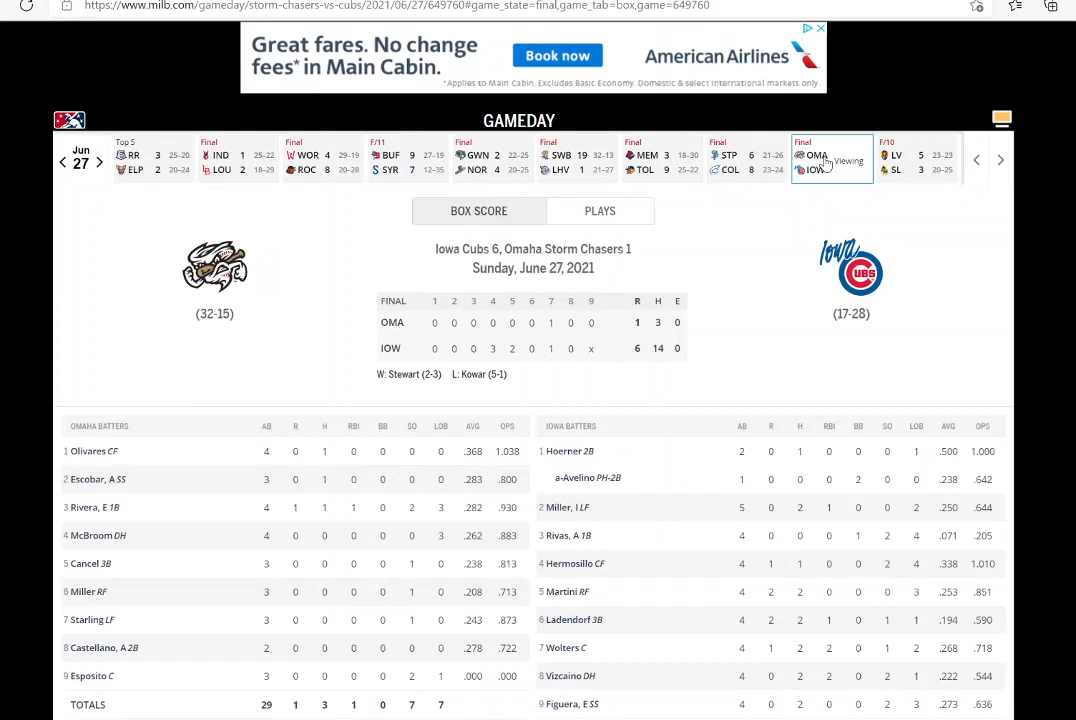 https://www.milb.com/gameday/storm-chasers-vs-cubs/2021/06/27/649760#game_state=final,game_tab=box,game=649760
Great fares. No change
fees* in Main Cabin.
Book now
American Airlines
*Applies to Main Cabin. Excludes Basic Economy. Domestic & select international markets only.
GAMEDAY
Jun
27
Top 5
RR 3 25-20
ELP 2 20-24
Final
IND 1 25-22
LOU 2 18-29
Final
WOR 4 29-19
ROC 8 20-28
F/11
BUF 9 27-19
SYR 7 12-35
Final
GWN 2 22-25
NOR 4 20-25
Final
SWB 19 32-13
LHV 1 21-27
Final
MEM 3 18-30
TOL 9 25-22
Final
STP 6 21-26
COL 8 23-24
Final
OMA
IOW
Viewing
F/10
LV 5 23-23
SL 3 20-25
BOX SCORE PLAYS
Iowa Cubs 6, Omaha Storm Chasers 1
Sunday, June 27, 2021
Iowa
CUBS
(32-15)
(17-28)
FINAL 1 2 3 4 5 6 7 8 9 R H E
OMA 0 0 0 0 0 0 1 0 0 1 3 0
IOW 0 0 0 3 2 0 1 0 x 6 14 0
W: Stewart (2-3) L: Kowar (5-1)
OMAHA BATTERS AB R H RBI BB SO LOB AVG OPS
1 Olivares CF 4 0 1 0 0 0 0 .368 1.038
2 Escobar, A SS 3 0 1 0 0 0 0 .283 .800
3 Rivera, E 1B 4 1 1 1 0 2 3 .282 .930
4 McBroom DH 4 0 0 0 0 0 3 .262 .883
5 Cancel 3B 3 0 0 0 0 1 0 .238 .813
6 Miller RF 3 0 0 0 0 1 0 .208 .713
7 Starling LF 3 0 0 0 0 1 0 .243 .873
8 Castellano, A 2B 2 0 0 0 0 0 0 .278 .722
9 Esposito C 3 0 0 0 0 2 1 .000 .000
TOTALS 29 1 3 1 0 7 7
IOWA BATTERS AB R H RBI BB SO LOB AVG OPS
1 Hoerner 2B 2 0 1 0 0 0 1 .500 1.000
a-Avelino PH-2B 1 0 0 0 2 0 0 .238 .642
2 Miller, I LF 5 0 2 1 0 0 2 .250 .644
3 Rivas, A 1B 4 0 0 0 1 2 4 .071 .205
4 Hermosillo CF 4 1 1 0 0 2 4 .338 1.010
5 Martini RF 4 2 2 0 0 0 3 .253 .851
6 Ladendorf 3B 4 2 2 1 0 1 1 .194 .590
7 Wolters C 4 1 2 2 0 1 2 .268 .718
8 Vizcaino DH 4 0 2 2 0 2 1 .222 .544
9 Figuera, E SS 4 0 2 0 0 2 3 .273 .636